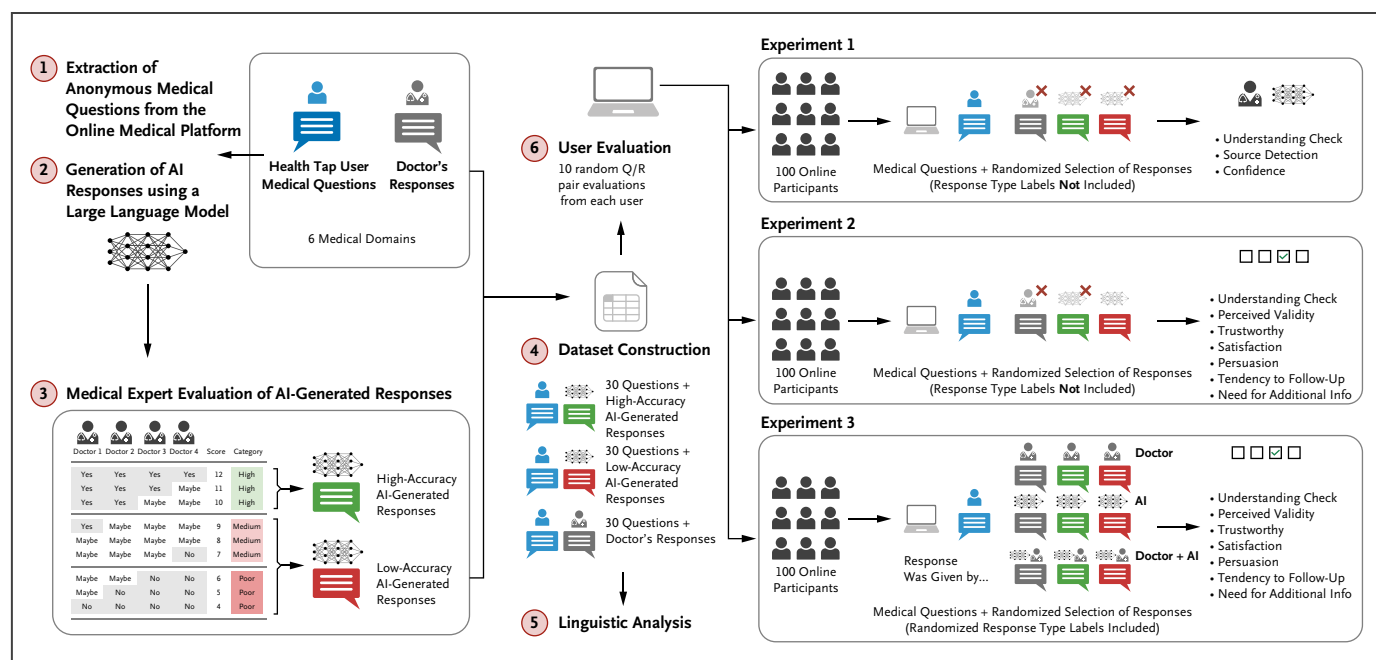 1 Extraction of
Anonymous Medical
Questions from the
Online Medical Platform
2 Generation of AI
Responses using a
Large Language Model
Health Tap User
Medical Questions
Doctor's
Responses
6 Medical Domains
3 Medical Expert Evaluation of AI-Generated Responses
Doctor 1 Doctor 2 Doctor 3 Doctor 4 Score Category
Yes Yes Yes Yes 12 High
Yes Yes Yes Maybe 11 High
Yes Yes Maybe Maybe 10 High
Yes Maybe Maybe Maybe 9 Medium
Maybe Maybe Maybe Maybe 8 Medium
Maybe Maybe Maybe No 7 Medium
Maybe Maybe No No 6 Poor
Maybe No No No 5 Poor
No No No No 4 Poor
High-Accuracy
AI-Generated
Responses
Low-Accuracy
AI-Generated
Responses
6 User Evaluation
10 random Q/R
pair evaluations
from each user
4 Dataset Construction
30 Questions +
High-Accuracy
AI-Generated
Responses
30 Questions +
Low-Accuracy
AI-Generated
Responses
30 Questions +
Doctor's Responses
5 Linguistic Analysis
Experiment 1
100 Online
Participants
Medical Questions + Randomized Selection of Responses
(Response Type Labels Not Included)
• Understanding Check
• Source Detection
• Confidence
Experiment 2
100 Online
Participants
Medical Questions + Randomized Selection of Responses
(Response Type Labels Not Included)
• Understanding Check
• Perceived Validity
• Trustworthy
• Satisfaction
• Persuasion
• Tendency to Follow-Up
• Need for Additional Info
Experiment 3
100 Online
Participants
Response
Was Given by...
Doctor
AI
Doctor + AI
Medical Questions + Randomized Selection of Responses
(Randomized Response Type Labels Included)
• Understanding Check
• Perceived Validity
• Trustworthy
• Satisfaction
• Persuasion
• Tendency to Follow-Up
• Need for Additional Info